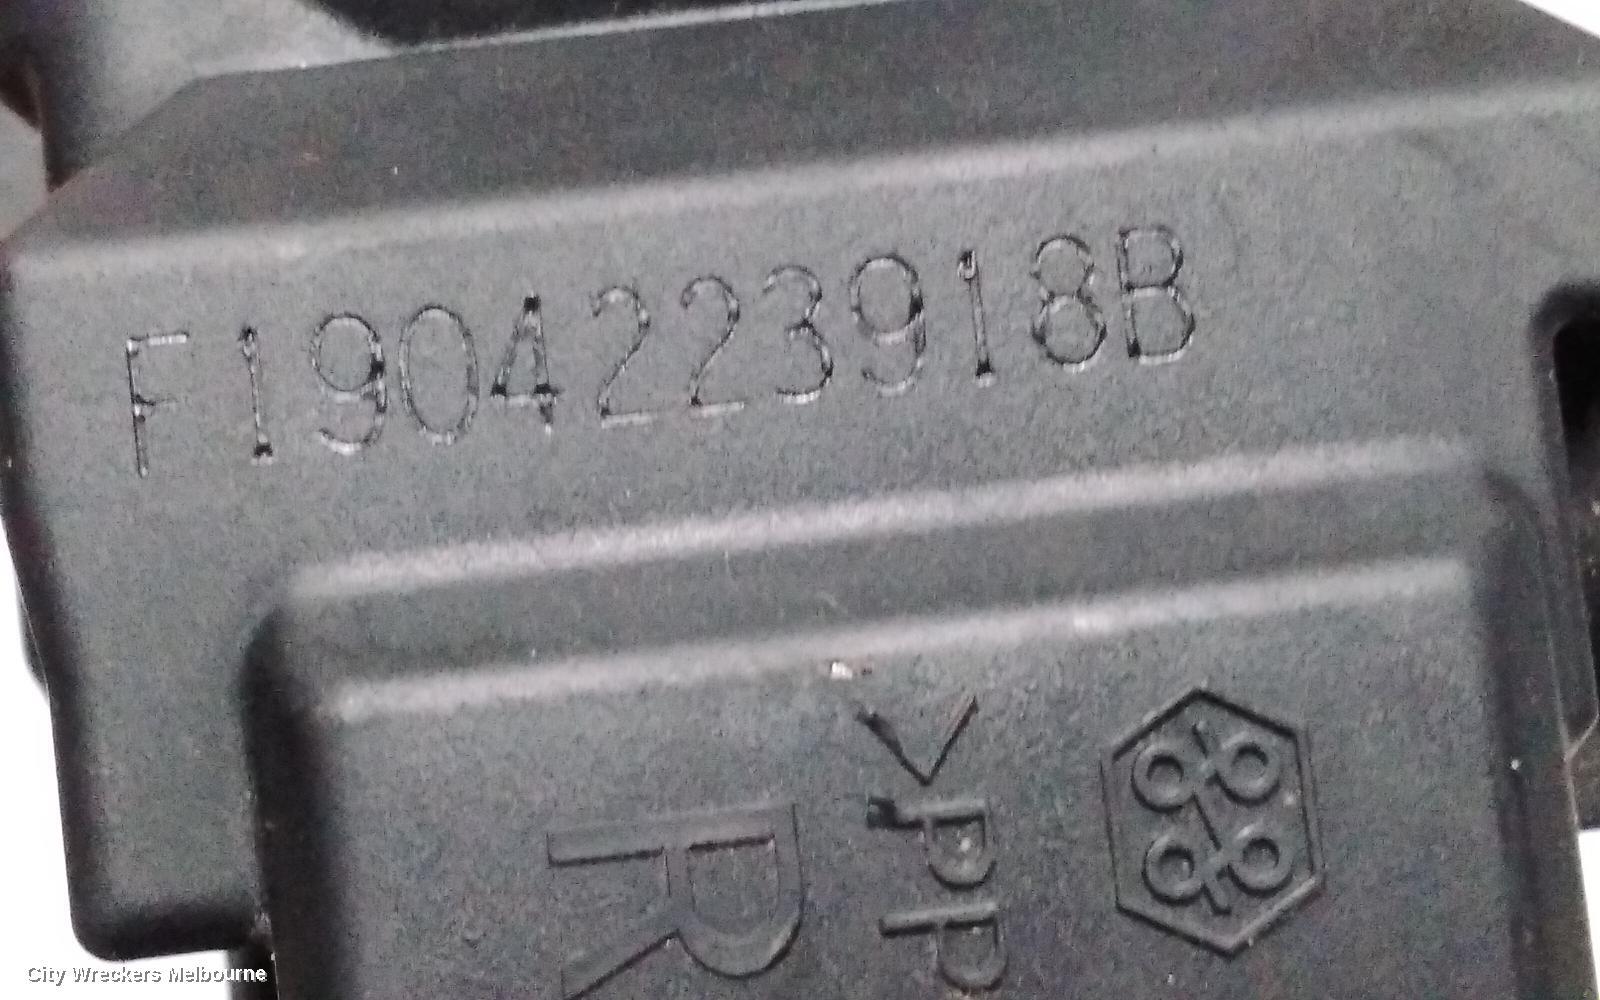 F1904223918B
>PP
R
City Wreckers Melbourne